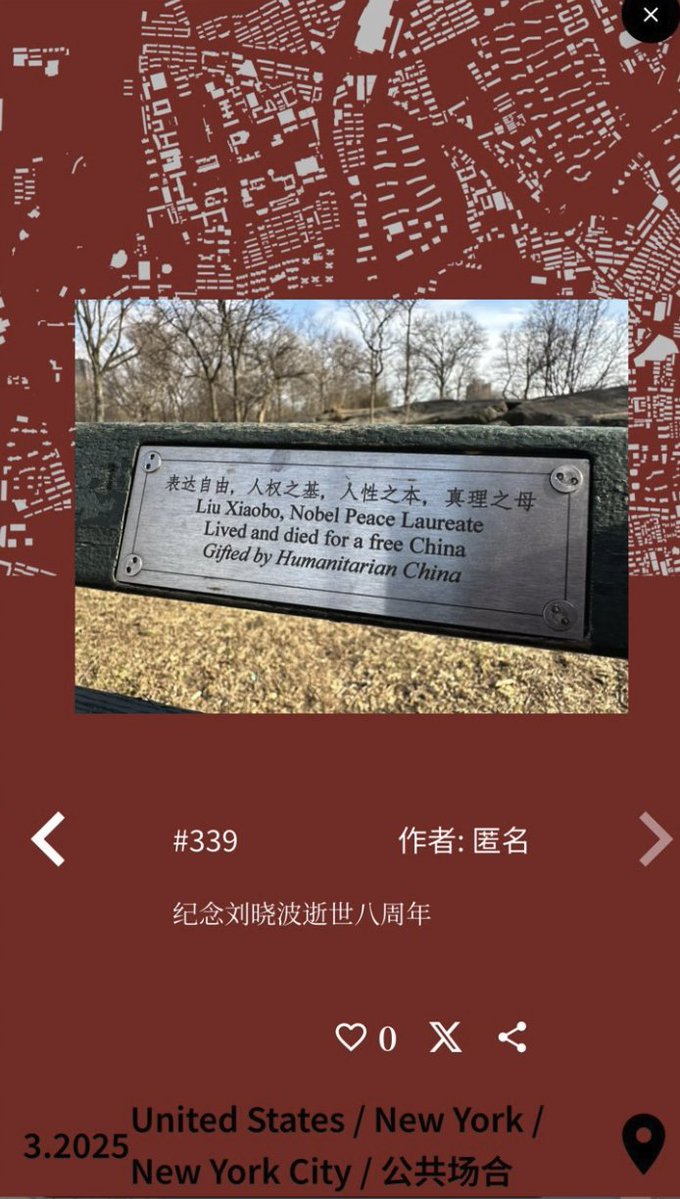 表达自由，人权之基，人性之本，真理之母
Liu Xiaobo, Nobel Peace Laureate
Lived and died for a free China
Gifted by Humanitarian China
#339
作者: 匿名
纪念刘晓波逝世八周年
0
3.2025
United States / New York /
New York City / 公共场合